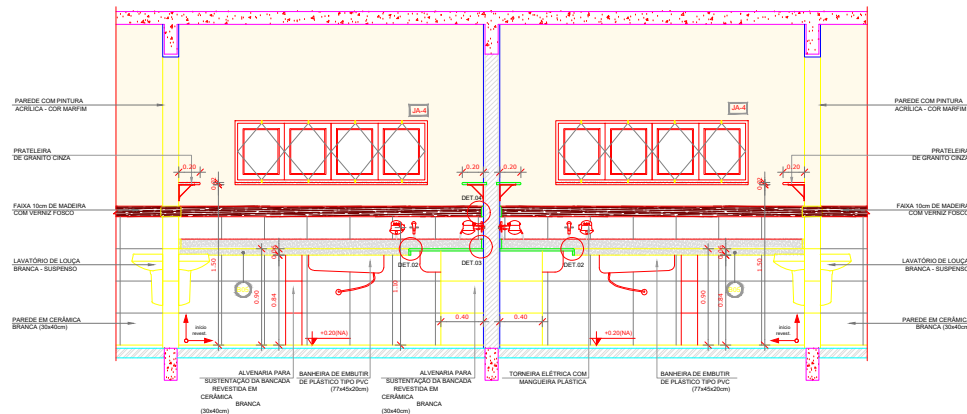 JA-4
JA-4
PAREDE COM PINTURA
ACRÍLICA - COR MARFIM
PAREDE COM PINTURA
ACRÍLICA - COR MARFIM
PRATELEIRA
DE GRANITO CINZA
PRATELEIRA
DE GRANITO CINZA
0.20
0.20
0.20
0.20
DET.04
FAIXA 10cm DE MADEIRA
COM VERNIZ FOSCO
FAIXA 10cm DE MADEIRA
COM VERNIZ FOSCO
LAVATÓRIO DE LOUÇA
BRANCA - SUSPENSO
LAVATÓRIO DE LOUÇA
BRANCA - SUSPENSO
DET.02
DET.03
DET.02
1.50
0.90
0.84
1.10
0.90
0.84
1.50
0.40
0.40
PAREDE EM CERÂMICA
BRANCA (30x40cm)
PAREDE EM CERÂMICA
BRANCA (30x40cm)
início
revest.
início
revest.
+0.20(NA)
+0.20(NA)
ALVENARIA PARA
SUSTENTAÇÃO DA BANCADA
REVESTIDA EM
CERÂMICA
BRANCA
(30x40cm)
BANHEIRA DE EMBUTIR
DE PLÁSTICO TIPO PVC
(77x45x20cm)
ALVENARIA PARA
SUSTENTAÇÃO DA BANCADA
REVESTIDA EM
CERÂMICA
BRANCA
(30x40cm)
TORNEIRA ELÉTRICA COM
MANGUEIRA PLÁSTICA
BANHEIRA DE EMBUTIR
DE PLÁSTICO TIPO PVC
(77x45x20cm)